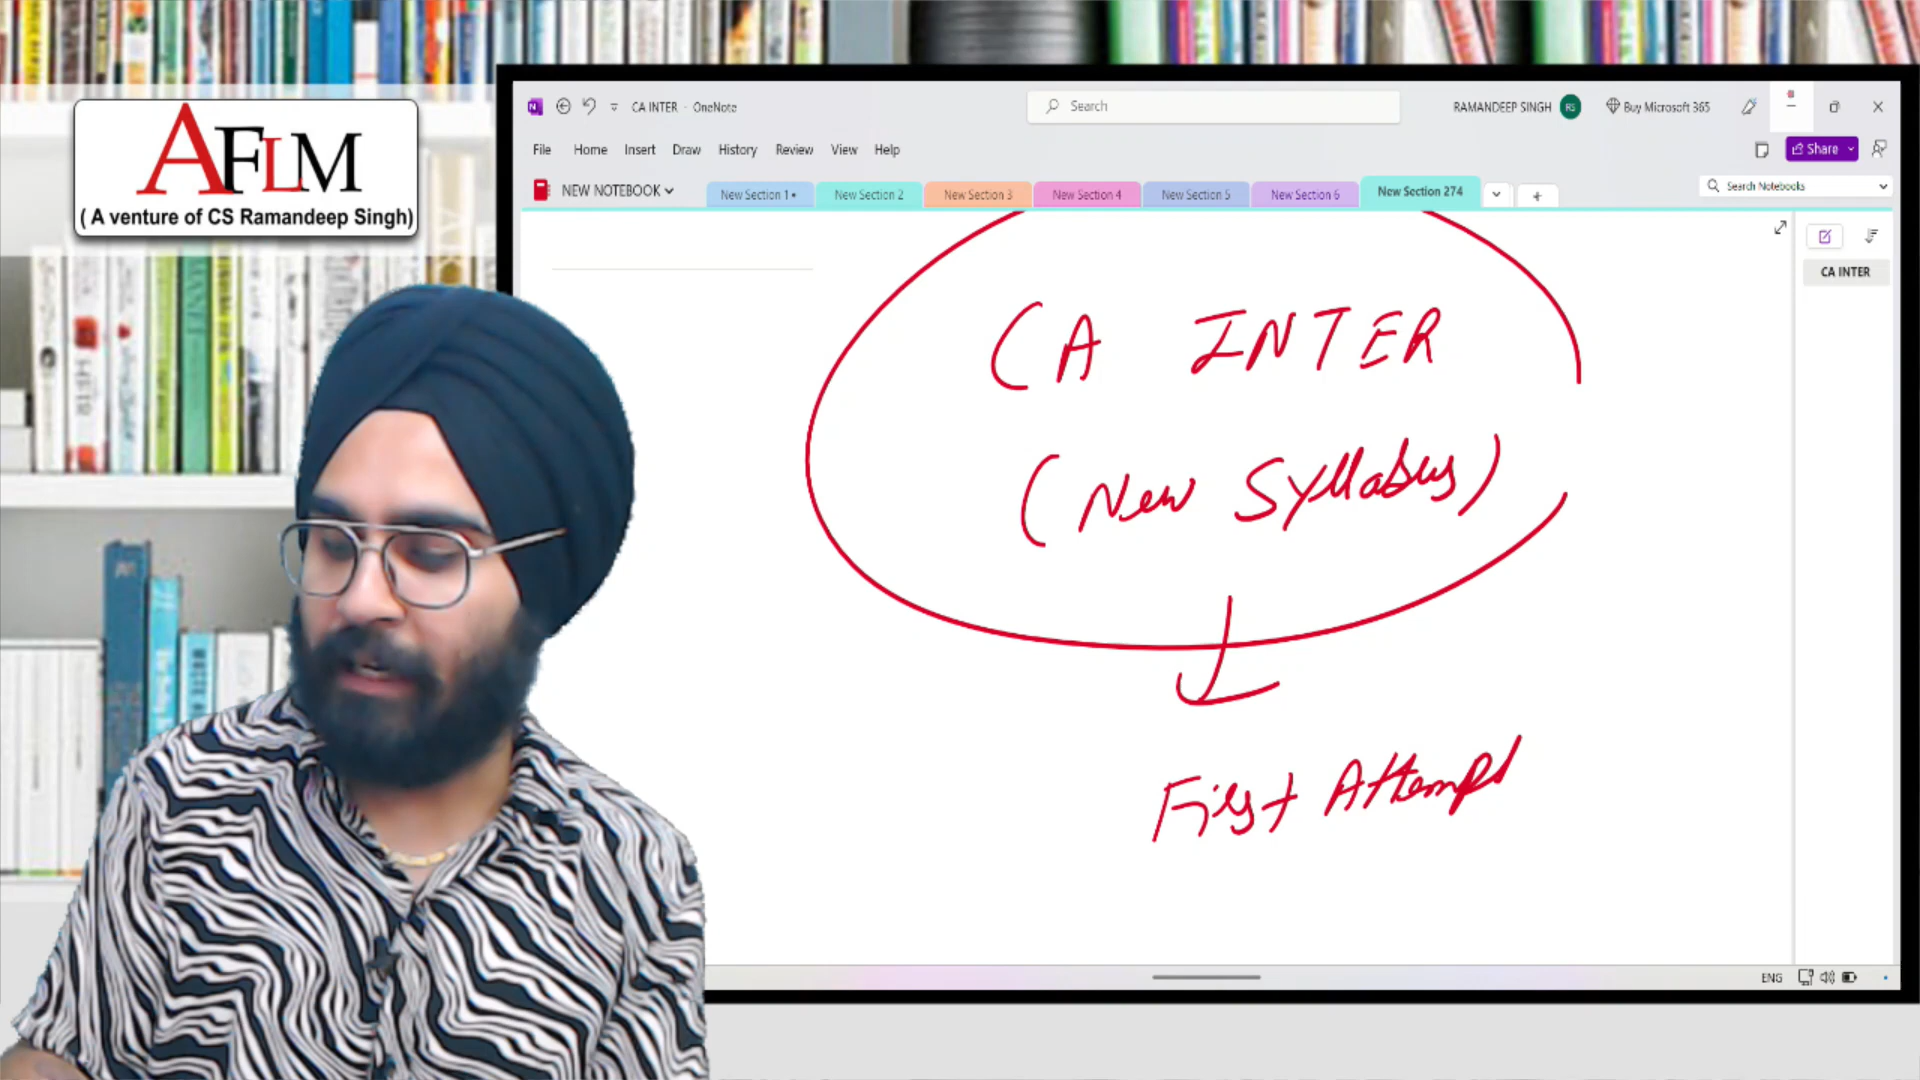 AFLM
( A venture of CS Ramandeep Singh)
CA INTER - OneNote
Search
RAMANDEEP SINGH RS
Buy Microsoft 365
File Home Insert Draw History Review View Help
Share
NEW NOTEBOOK
New Section 1
New Section 2
New Section 3
New Section 4
New Section 5
New Section 6
New Section 274
Search Notebooks
CA INTER
CA INTER
(New Syllabus)
First Attempt
ENG